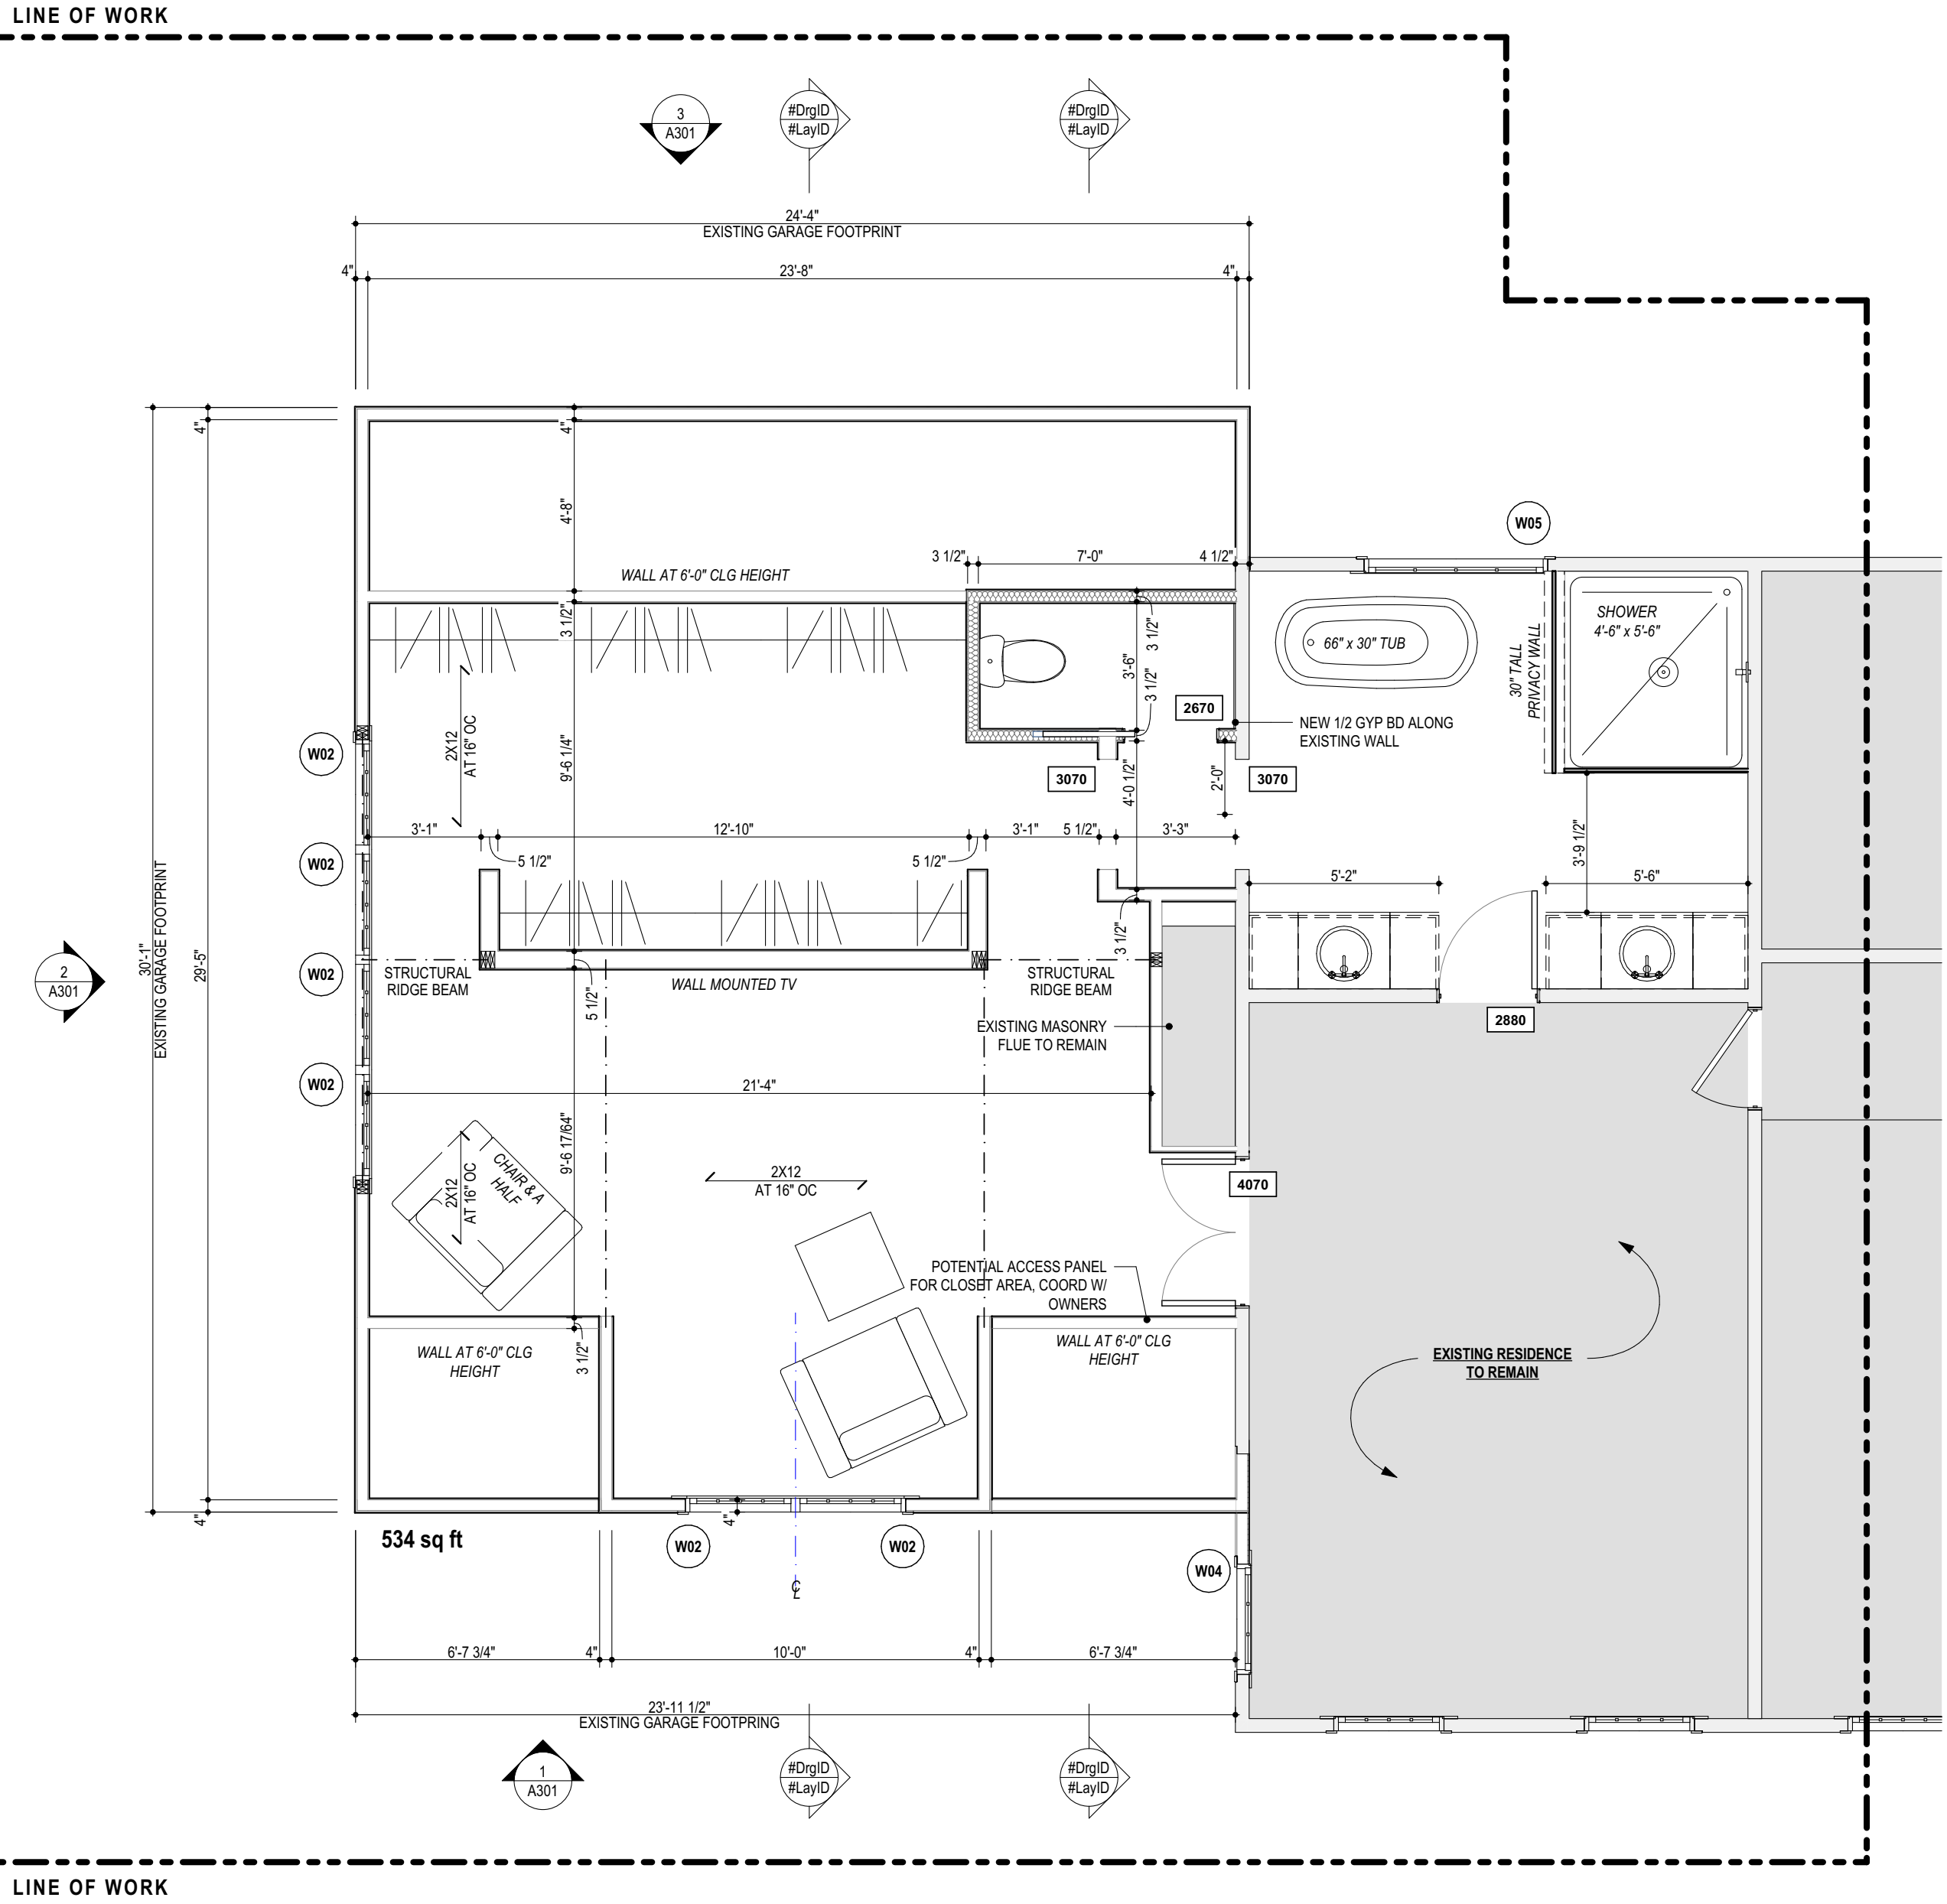 LINE OF WORK
3
A301
#DrgID
#LayID
#DrgID
#LayID
24'-4"
EXISTING GARAGE FOOTPRINT
4"
23'-8"
4"
4"
4"
4'-8"
W05
3 1/2"
7'-0"
4 1/2"
WALL AT 6'-0" CLG HEIGHT
3 1/2"
3 1/2"
3'-6"
3 1/2"
SHOWER
4'-6" x 5'-6"
66" x 30" TUB
30" TALL
PRIVACY WALL
2670
NEW 1/2 GYP BD ALONG
EXISTING WALL
W02
2X12
AT 16" OC
9'-6 1/4"
3070
4'-0 1/2"
2'-0"
3070
3'-1"
12'-10"
3'-1"
5 1/2"
3'-3"
3'-9 1/2"
W02
5 1/2"
5 1/2"
5'-2"
5'-6"
EXISTING GARAGE FOOTPRINT
30'-1"
29'-5"
3 1/2"
2
A301
W02
STRUCTURAL
RIDGE BEAM
5 1/2"
WALL MOUNTED TV
STRUCTURAL
RIDGE BEAM
EXISTING MASONRY
FLUE TO REMAIN
2880
W02
21'-4"
9'-6 17/64"
CHAIR & A
HALF
2X12
AT 16" OC
2X12
AT 16" OC
4070
POTENTIAL ACCESS PANEL
FOR CLOSET AREA, COORD W/
OWNERS
WALL AT 6'-0" CLG
HEIGHT
3 1/2"
WALL AT 6'-0" CLG
HEIGHT
EXISTING RESIDENCE
TO REMAIN
4"
4"
534 sq ft
W02
W02
W04
CL
6'-7 3/4"
4"
10'-0"
4"
6'-7 3/4"
23'-11 1/2"
EXISTING GARAGE FOOTPRING
1
A301
#DrgID
#LayID
#DrgID
#LayID
LINE OF WORK